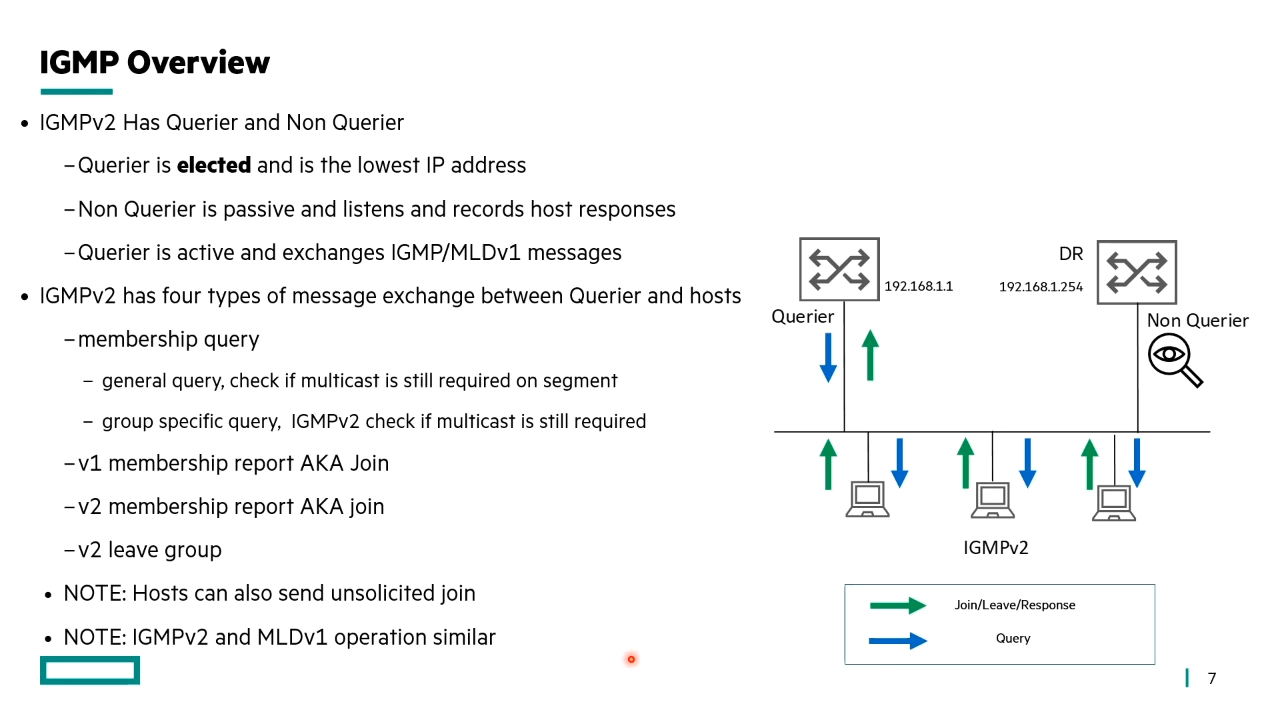 IGMP Overview
• IGMPv2 Has Querier and Non Querier
–Querier is elected and is the lowest IP address
–Non Querier is passive and listens and records host responses
–Querier is active and exchanges IGMP/MLDv1 messages
• IGMPv2 has four types of message exchange between Querier and hosts
–membership query
– general query, check if multicast is still required on segment
– group specific query, IGMPv2 check if multicast is still required
–v1 membership report AKA Join
–v2 membership report AKA join
–v2 leave group
• NOTE: Hosts can also send unsolicited join
• NOTE: IGMPv2 and MLDv1 operation similar
192.168.1.1
Querier
DR
192.168.1.254
Non Querier
IGMPv2
Join/Leave/Response
Query
7